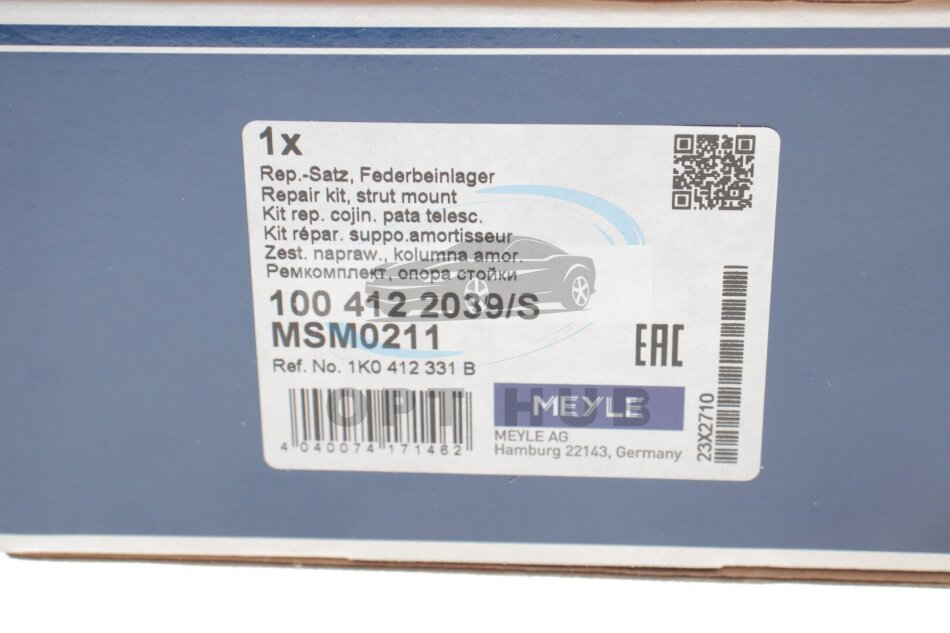 1x
Rep.-Satz, Federbeinlager
Repair kit, strut mount
Kit rep. cojin. pata telesc.
Kit répar. suppo.amortisseur
Zest. napraw., kolumna amor.
Ремкомплект, опора стойки
100 412 2039/S
MSM0211
Ref. No. 1K0 412 331 B
EAC
OPT HUB
MEYLE
MEYLE AG
Hamburg 22143, Germany
4 040074 171462
23X2710